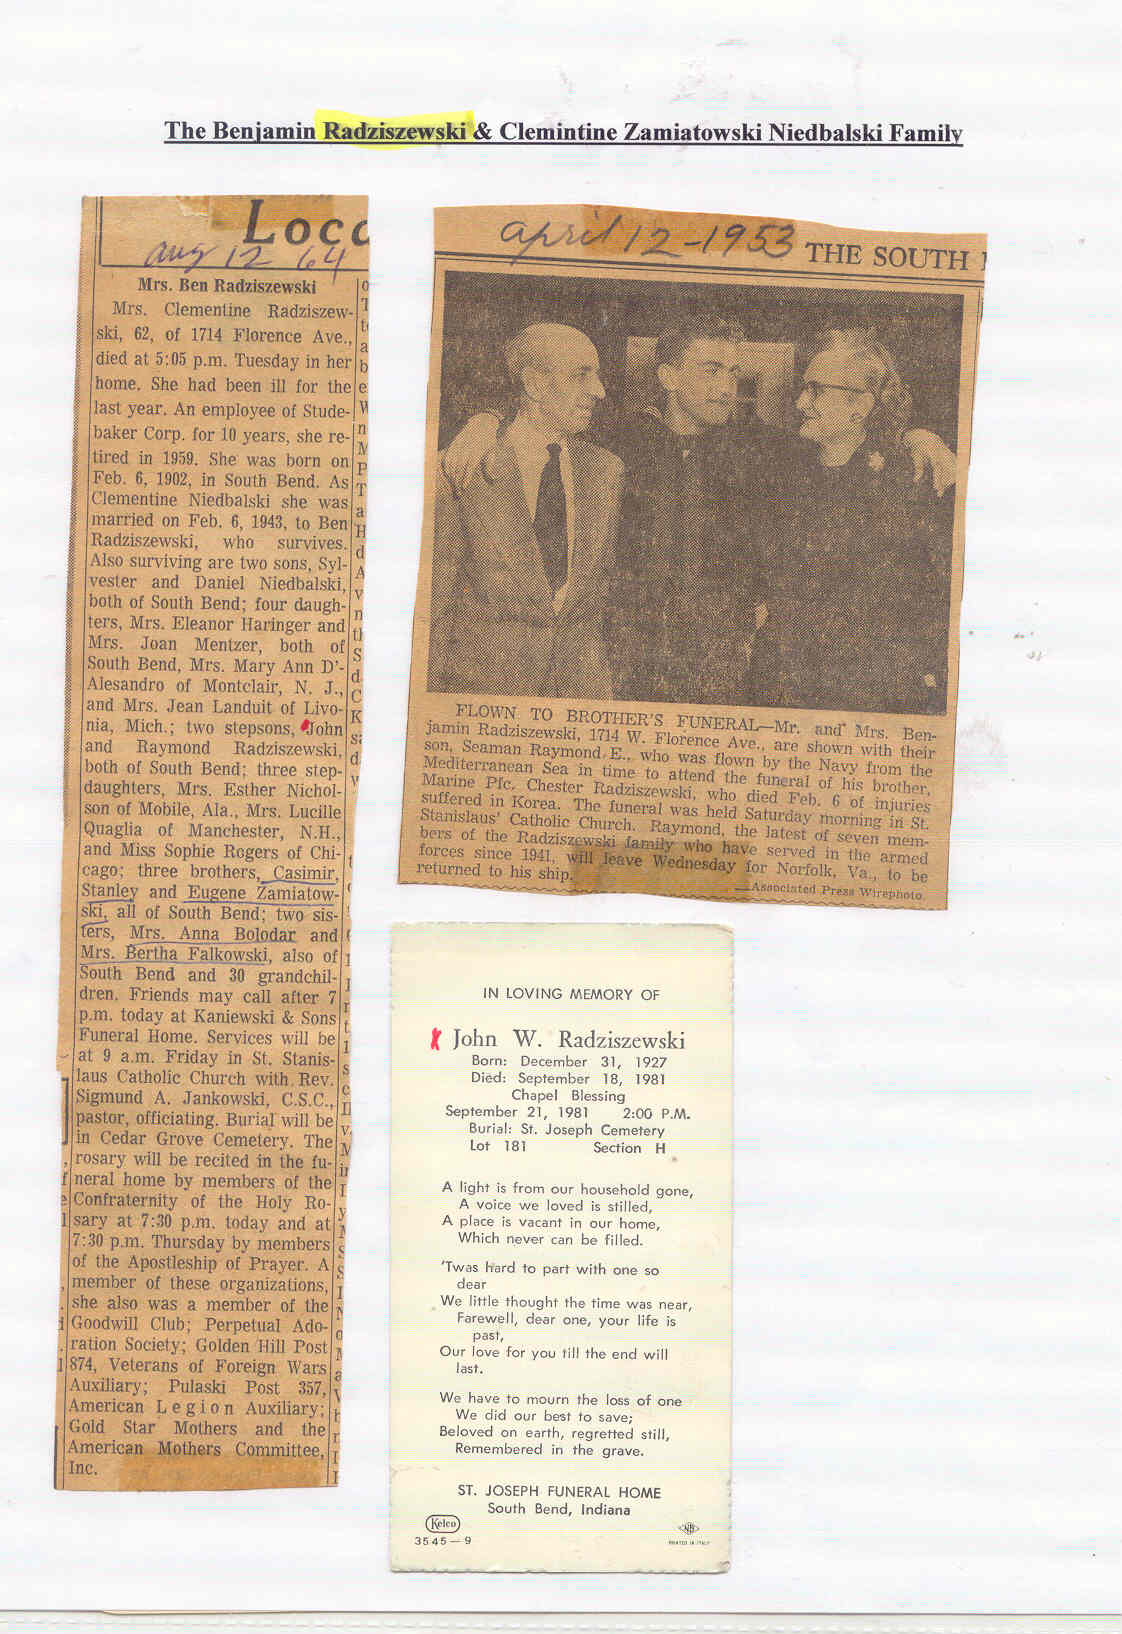 The Benjamin Radziszewski & Clemintine Zamiatowski Niedbalski Family
Loca
aug 12 64
Mrs. Ben Radziszewski
Mrs. Clementine Radziszew-
ski, 62, of 1714 Florence Ave.,
died at 5:05 p.m. Tuesday in her
home. She had been ill for the
last year. An employee of Stude-
baker Corp. for 10 years, she re-
tired in 1959. She was born on
Feb. 6, 1902, in South Bend. As
Clementine Niedbalski she was
married on Feb. 6, 1943, to Ben
Radziszewski, who survives.
Also surviving are two sons, Syl-
vester and Daniel Niedbalski,
both of South Bend; four daugh-
ters, Mrs. Eleanor Haringer and
Mrs. Joan Mentzer, both of
South Bend, Mrs. Mary Ann D'-
Alesandro of Montclair, N. J.,
and Mrs. Jean Landuit of Livo-
nia, Mich.; two stepsons, John
and Raymond Radziszewski,
both of South Bend; three step-
daughters, Mrs. Esther Nichol-
son of Mobile, Ala., Mrs. Lucille
Quaglia of Manchester, N.H.,
and Miss Sophie Rogers of Chi-
cago; three brothers, Casimir,
Stanley and Eugene Zamiatow-
ski, all of South Bend; two sis-
ters, Mrs. Anna Bolodar and
Mrs. Bertha Falkowski, also of
South Bend and 30 grandchil-
dren. Friends may call after 7
p.m. today at Kaniewski & Sons
Funeral Home. Services will be
at 9 a.m. Friday in St. Stanis-
laus Catholic Church with Rev.
Sigmund A. Jankowski, C.S.C.,
pastor, officiating. Burial will be
in Cedar Grove Cemetery. The
rosary will be recited in the fu-
neral home by members of the
Confraternity of the Holy Ro-
sary at 7:30 p.m. today and at
7:30 p.m. Thursday by members
of the Apostleship of Prayer. A
member of these organizations,
she also was a member of the
Goodwill Club; Perpetual Ado-
ration Society; Golden Hill Post
874, Veterans of Foreign Wars
Auxiliary; Pulaski Post 357,
American Legion Auxiliary;
Gold Star Mothers and the
American Mothers Committee,
Inc.
april 12-1953 THE SOUTH
FLOWN TO BROTHER'S FUNERAL—Mr. and Mrs. Ben-
jamin Radziszewski, 1714 W. Florence Ave., are shown with their
son, Seaman Raymond E., who was flown by the Navy from the
Mediterranean Sea in time to attend the funeral of his brother,
Marine Pfc. Chester Radziszewski, who died Feb. 6 of injuries
suffered in Korea. The funeral was held Saturday morning in St.
Stanislaus' Catholic Church. Raymond, the latest of seven mem-
bers of the Radziszewski family who have served in the armed
forces since 1941, will leave Wednesday for Norfolk, Va., to be
returned to his ship.
—Associated Press Wirephoto.
IN LOVING MEMORY OF
John W. Radziszewski
Born: December 31, 1927
Died: September 18, 1981
Chapel Blessing
September 21, 1981 2:00 P.M.
Burial: St. Joseph Cemetery
Lot 181 Section H
A light is from our household gone,
A voice we loved is stilled,
A place is vacant in our home,
Which never can be filled.
'Twas hard to part with one so
dear
We little thought the time was near,
Farewell, dear one, your life is
past,
Our love for you till the end will
last.
We have to mourn the loss of one
We did our best to save;
Beloved on earth, regretted still,
Remembered in the grave.
ST. JOSEPH FUNERAL HOME
South Bend, Indiana
Kelco
3545—9
PRINTED IN ITALY